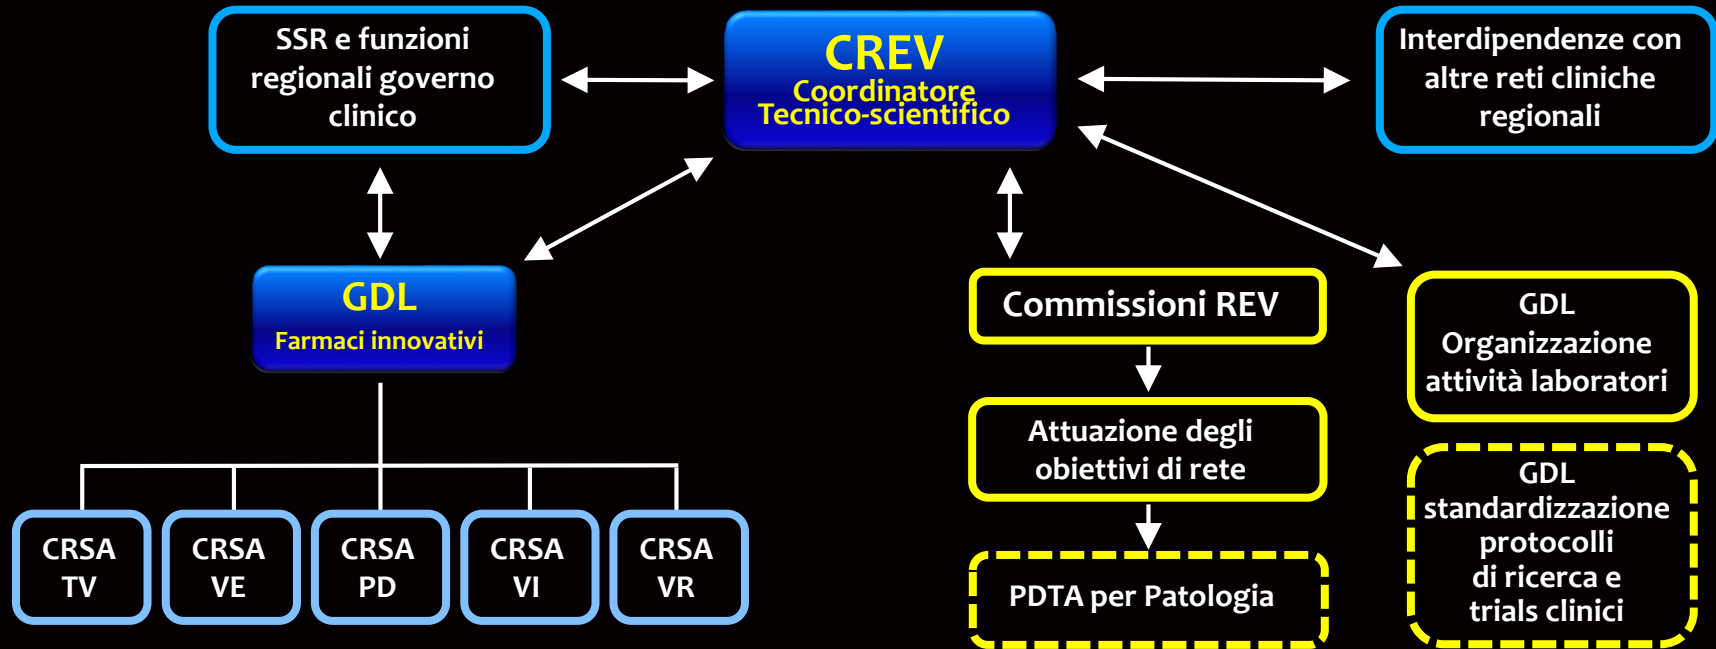 SSR e funzioni
regionali governo
clinico
CREV
Coordinatore
Tecnico-scientifico
Interdipendenze con
altre reti cliniche
regionali
GDL
Farmaci innovativi
Commissioni REV
GDL
Organizzazione
attività laboratori
Attuazione degli
obiettivi di rete
GDL
standardizzazione
protocolli
di ricerca e
trials clinici
PDTA per Patologia
CRSA
TV
CRSA
VE
CRSA
PD
CRSA
VI
CRSA
VR